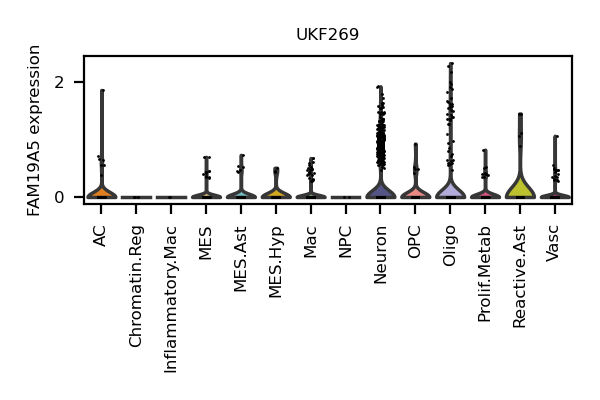 UKF269
FAM19A5 expression
2
0
AC
Chromatin.Reg
Inflammatory.Mac
MES
MES.Ast
MES.Hyp
Mac
NPC
Neuron
OPC
Oligo
Prolif.Metab
Reactive.Ast
Vasc